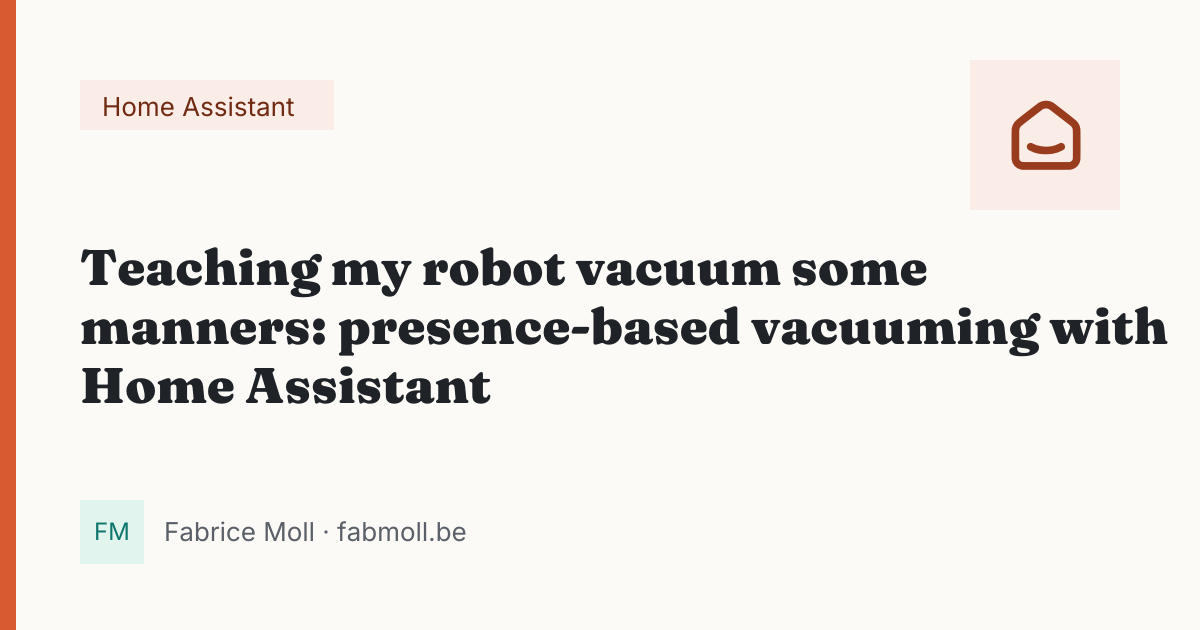 Home Assistant
Teaching my robot vacuum some
manners: presence-based vacuuming with
Home Assistant
FM
Fabrice Moll · fabmoll.be